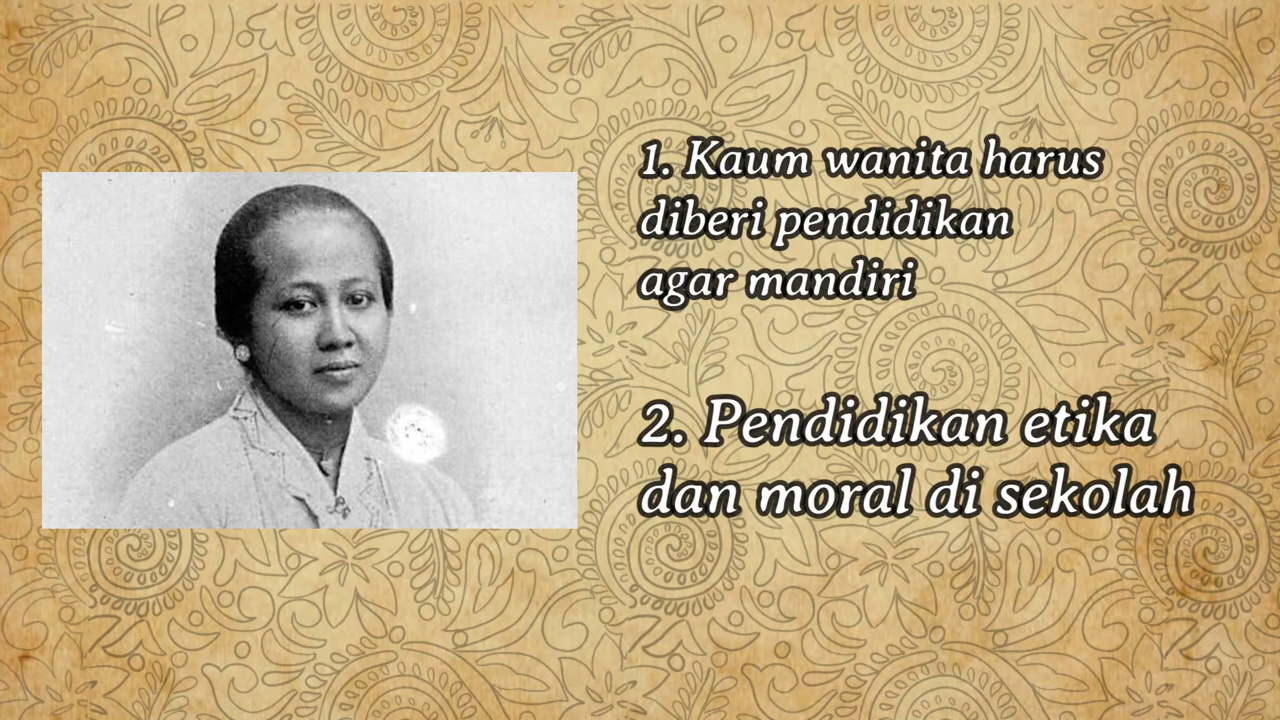 1. Kaum wanita harus
diberi pendidikan
agar mandiri
2. Pendidikan etika
dan moral di sekolah